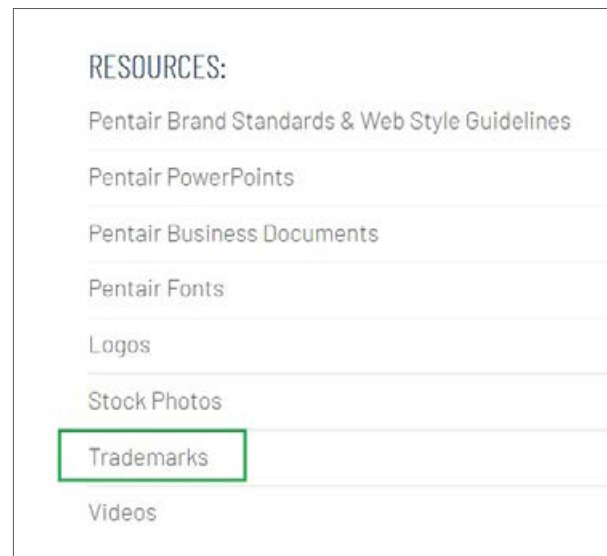 RESOURCES:
Pentair Brand Standards & Web Style Guidelines
Pentair PowerPoints
Pentair Business Documents
Pentair Fonts
Logos
Stock Photos
Trademarks
Videos